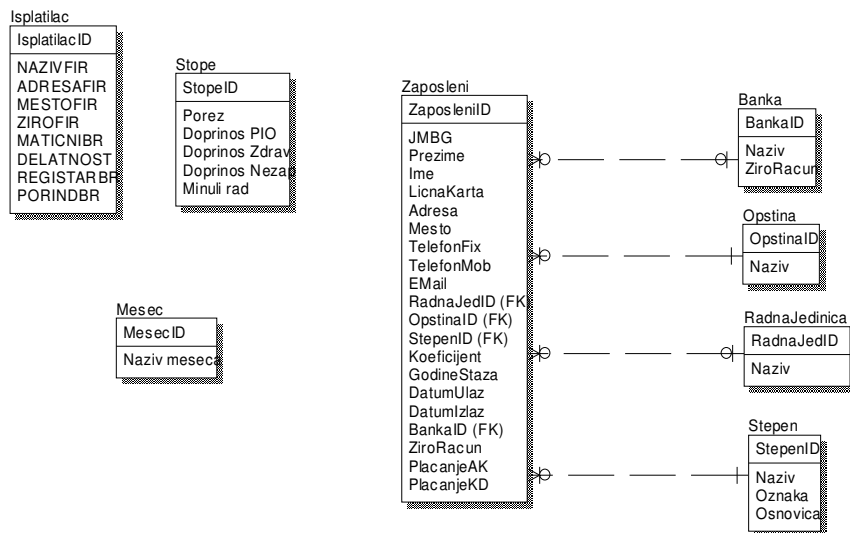 Isplatilac
IsplatilacID
NAZIVFIR
ADRESAFIR
MESTOFIR
ZIROFIR
MATICNIBR
DELATNOST
REGISTARBR
PORINDBR
Stope
StopeID
Porez
Doprinos PIO
Doprinos Zdrav
Doprinos Nezap
Minuli rad
Mesec
MesecID
Naziv meseca
Zaposleni
ZaposleniID
JMBG
Prezime
Ime
LicnaKarta
Adresa
Mesto
TelefonFix
TelefonMob
EMail
RadnaJedID (FK)
OpstinaID (FK)
StepenID (FK)
Koeficijent
GodineStaza
DatumUlaz
DatumIzlaz
BankaID (FK)
ZiroRacun
PlacanjeAK
PlacanjeKD
Banka
BankaID
Naziv
ZiroRacun
Opstina
OpstinaID
Naziv
RadnaJedinica
RadnaJedID
Naziv
Stepen
StepenID
Naziv
Oznaka
Osnovica